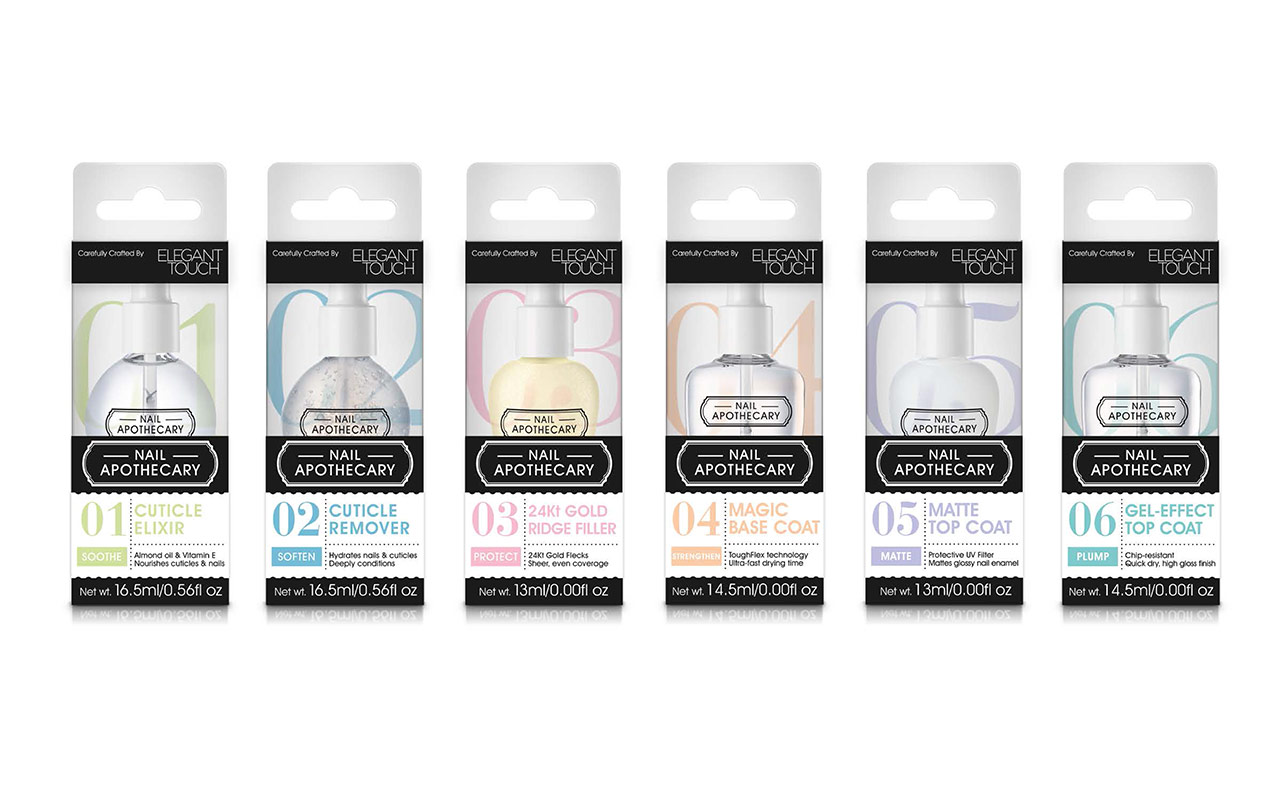 Carefully Crafted By
ELEGANT
TOUCH
01
NAIL
APOTHECARY
NAIL
APOTHECARY
01
CUTICLE
ELIXIR
SOOTHE
Almond oil & Vitamin E
Nourishes cuticles & nails
Net wt. 16.5ml/0.56fl oz
Carefully Crafted By
ELEGANT
TOUCH
02
NAIL
APOTHECARY
NAIL
APOTHECARY
02
CUTICLE
REMOVER
SOFTEN
Hydrates nails & cuticles
Deeply conditions
Net wt. 16.5ml/0.56fl oz
Carefully Crafted By
ELEGANT
TOUCH
03
NAIL
APOTHECARY
NAIL
APOTHECARY
03
24Kt GOLD
RIDGE FILLER
PROTECT
24Kt Gold Flecks
Sheer, even coverage
Net wt. 13ml/0.00fl oz
Carefully Crafted By
ELEGANT
TOUCH
04
NAIL
APOTHECARY
NAIL
APOTHECARY
04
MAGIC
BASE COAT
STRENGTHEN
ToughFlex technology
Ultra-fast drying time
Net wt. 14.5ml/0.00fl oz
Carefully Crafted By
ELEGANT
TOUCH
05
NAIL
APOTHECARY
NAIL
APOTHECARY
05
MATTE
TOP COAT
MATTE
Protective UV Filter
Mattes glossy nail enamel
Net wt. 13ml/0.00fl oz
Carefully Crafted By
ELEGANT
TOUCH
06
NAIL
APOTHECARY
NAIL
APOTHECARY
06
GEL-EFFECT
TOP COAT
PLUMP
Chip-resistant
Quick dry, high gloss finish
Net wt. 14.5ml/0.00fl oz